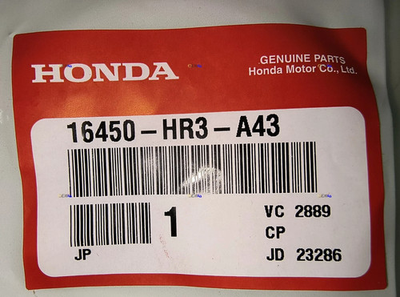 HONDA
GENUINE PARTS
Honda Motor Co., Ltd.
16450-HR3-A43
1
VC 2889
CP
JD 23286
JP